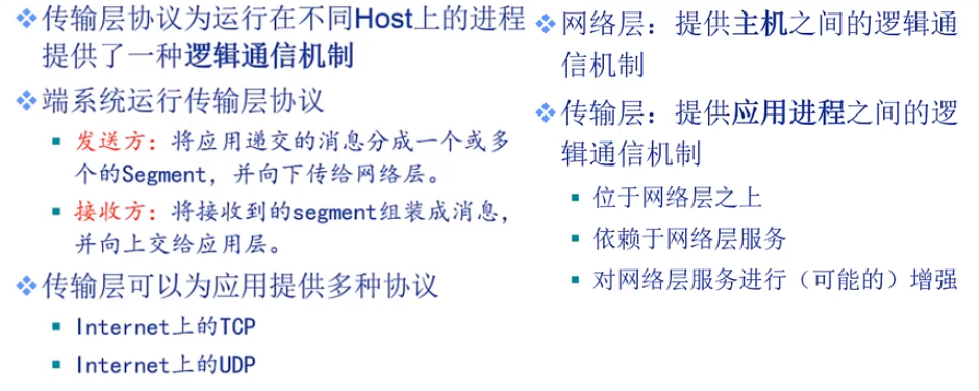 传输层协议为运行在不同Host上的进程
提供了一种逻辑通信机制
端系统运行传输层协议
发送方：将应用递交的消息分成一个或多
个的Segment，并向下传给网络层。
接收方：将接收到的segment组装成消息，
并向上交给应用层。
传输层可以为应用提供多种协议
Internet上的TCP
Internet上的UDP
网络层：提供主机之间的逻辑通
信机制
传输层：提供应用进程之间的逻
辑通信机制
位于网络层之上
依赖于网络层服务
对网络层服务进行（可能的）增强